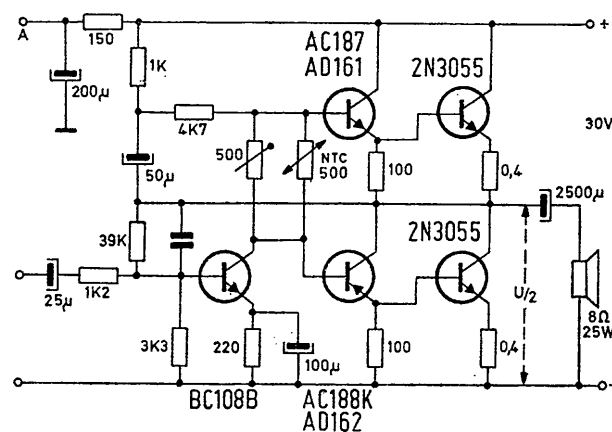 A
150
+
200µ
1K
AC187
AD161
2N3055
30V
4K7
500
NTC
500
100
0,4
50µ
2500µ
39K
2N3055
25µ
1K2
U/2
8Ω
25W
3K3
220
100µ
100
0,4
-
BC108B
AC188K
AD162